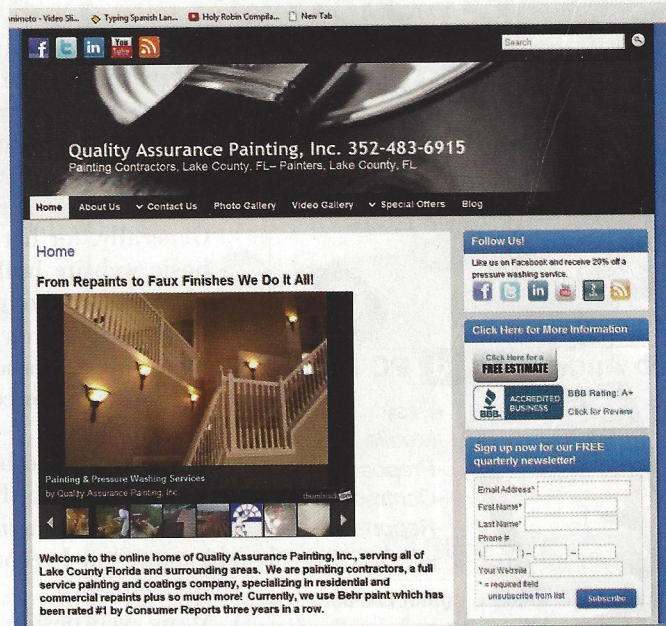 nimoto - Video Sli...
Typing Spanish Lan...
Holy Robin Compila...
New Tab
You
Tube
Search
Quality Assurance Painting, Inc. 352-483-6915
Painting Contractors, Lake County, FL– Painters, Lake County, FL
Home
About Us
Contact Us
Photo Gallery
Video Gallery
Special Offers
Blog
Home
From Repaints to Faux Finishes We Do It All!
Painting & Pressure Washing Services
by Quality Assurance Painting, Inc.
thumbtack
Welcome to the online home of Quality Assurance Painting, Inc., serving all of
Lake County Florida and surrounding areas. We are painting contractors, a full
service painting and coatings company, specializing in residential and
commercial repaints plus so much more! Currently, we use Behr paint which has
been rated #1 by Consumer Reports three years in a row.
Follow Us!
Like us on Facebook and receive 20% off a
pressure washing service.
Click Here for More Information
Click Here for a
FREE ESTIMATE
BBB
ACCREDITED
BUSINESS
BBB Rating: A+
Click for Review
Sign up now for our FREE
quarterly newsletter!
Email Address*
First Name*
Last Name*
Phone #
( ) – –
Your Website
* = required field
unsubscribe from list
Subscribe